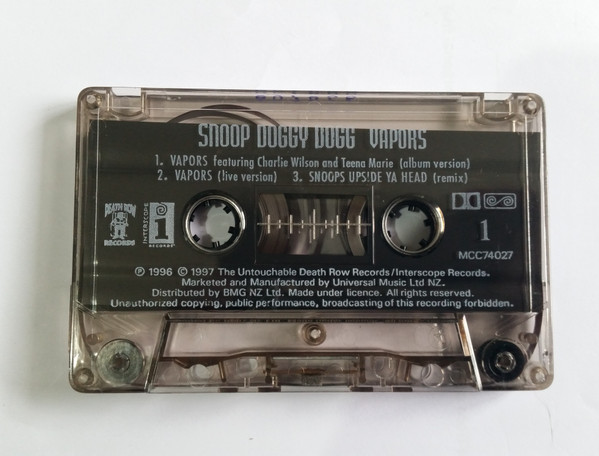 SNOOP DOGGY DOGG VAPORS
1. VAPORS featuring Charlie Wilson and Teena Marie (album version)
2. VAPORS (live version) 3. SNOOPS UPS!DE YA HEAD (remix)
DEATH ROW
RECORDS
INTERSCOPE
RECORDS
1
MCC74027
℗ 1996 © 1997 The Untouchable Death Row Records/Interscope Records.
Marketed and Manufactured by Universal Music Ltd NZ.
Distributed by BMG NZ Ltd. Made under licence. All rights reserved.
Unauthorized copying, public performance, broadcasting of this recording forbidden.